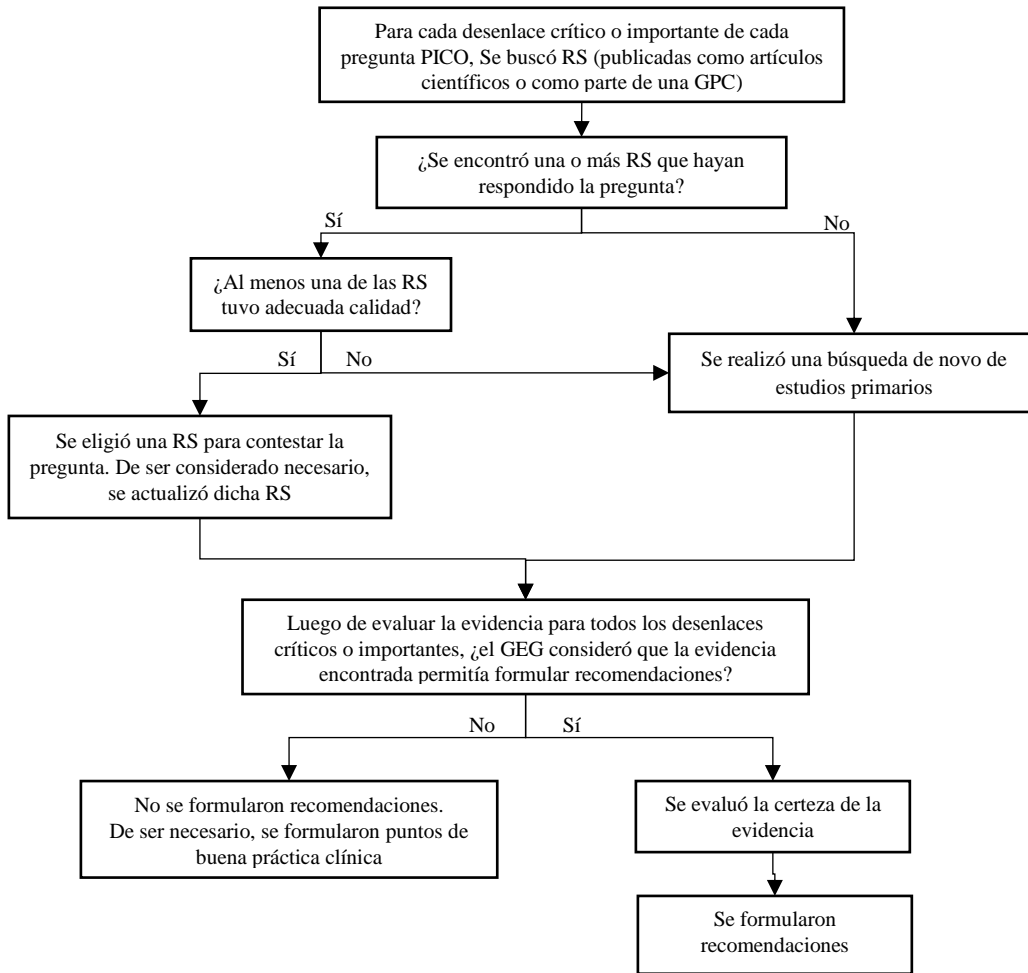 Para cada desenlace crítico o importante de cada
pregunta PICO, Se buscó RS (publicadas como artículos
científicos o como parte de una GPC)
¿Se encontró una o más RS que hayan
respondido la pregunta?
Sí
No
¿Al menos una de las RS
tuvo adecuada calidad?
Sí
No
Se realizó una búsqueda de novo de
estudios primarios
Se eligió una RS para contestar la
pregunta. De ser considerado necesario,
se actualizó dicha RS
Luego de evaluar la evidencia para todos los desenlaces
críticos o importantes, ¿el GEG consideró que la evidencia
encontrada permitía formular recomendaciones?
No
Sí
No se formularon recomendaciones.
De ser necesario, se formularon puntos de
buena práctica clínica
Se evaluó la certeza de la
evidencia
Se formularon
recomendaciones